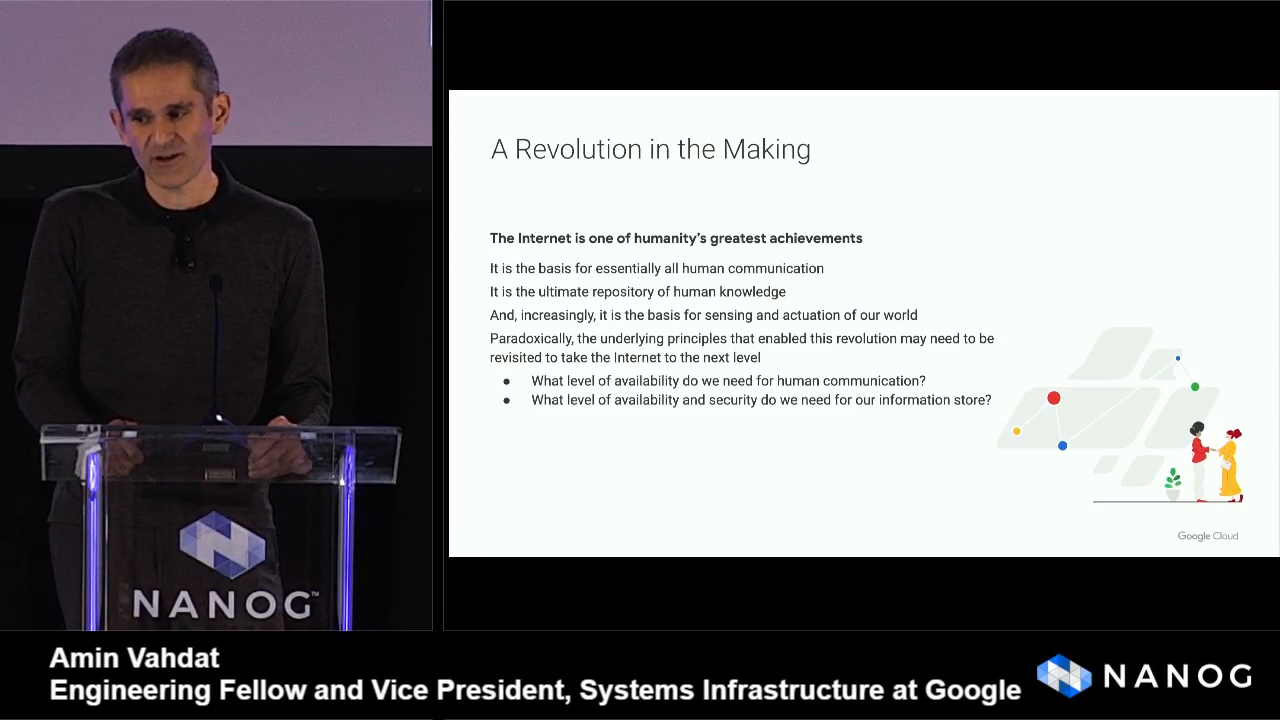 A Revolution in the Making
The Internet is one of humanity's greatest achievements
It is the basis for essentially all human communication
It is the ultimate repository of human knowledge
And, increasingly, it is the basis for sensing and actuation of our world
Paradoxically, the underlying principles that enabled this revolution may need to be
revisited to take the Internet to the next level
● What level of availability do we need for human communication?
● What level of availability and security do we need for our information store?
Google Cloud
NANOG™
Amin Vahdat
Engineering Fellow and Vice President, Systems Infrastructure at Google
NANOG